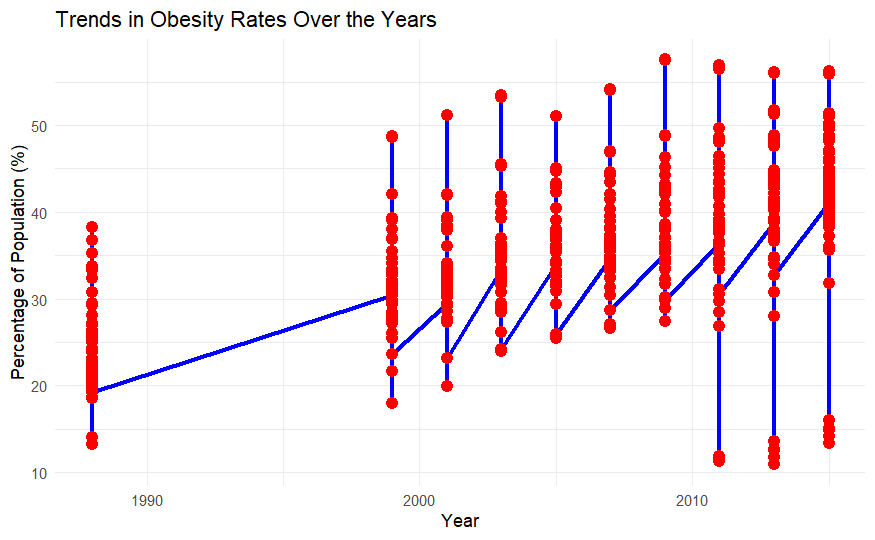 Trends in Obesity Rates Over the Years
Percentage of Population (%)
50
40
30
20
10
1990
2000
2010
Year